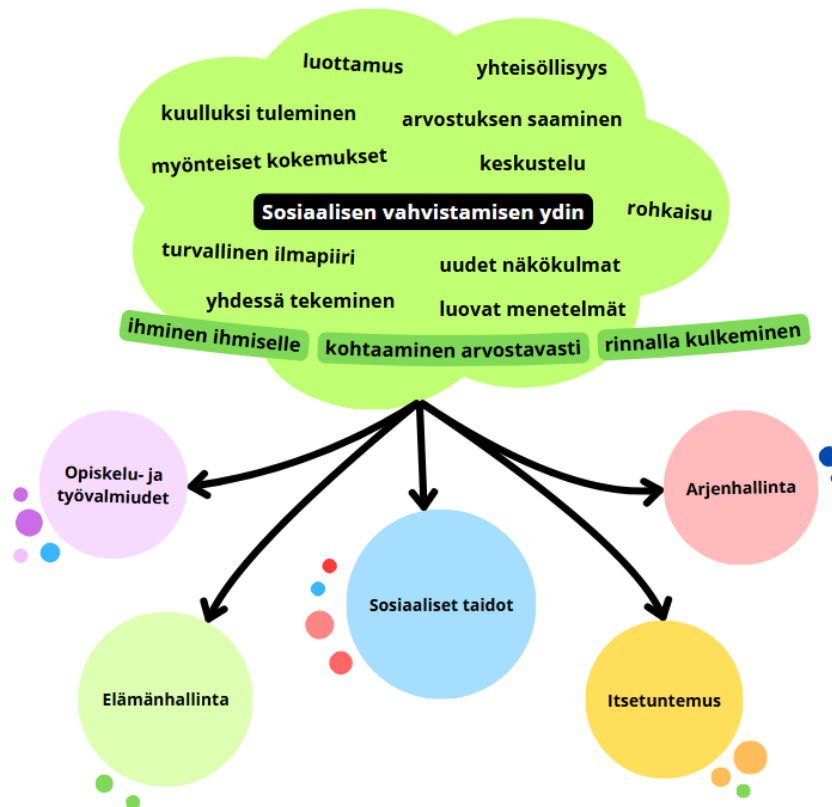 luottamus
yhteisöllisyys
kuulluksi tuleminen
arvostuksen saaminen
myönteiset kokemukset
keskustelu
Sosiaalisen vahvistamisen ydin
rohkaisu
turvallinen ilmapiiri
uudet näkökulmat
yhdessä tekeminen
luovat menetelmät
ihminen ihmiselle
kohtaaminen arvostavasti
rinnalla kulkeminen
Opiskelu- ja
työvalmiudet
Arjenhallinta
Sosiaaliset taidot
Elämänhallinta
Itsetuntemus